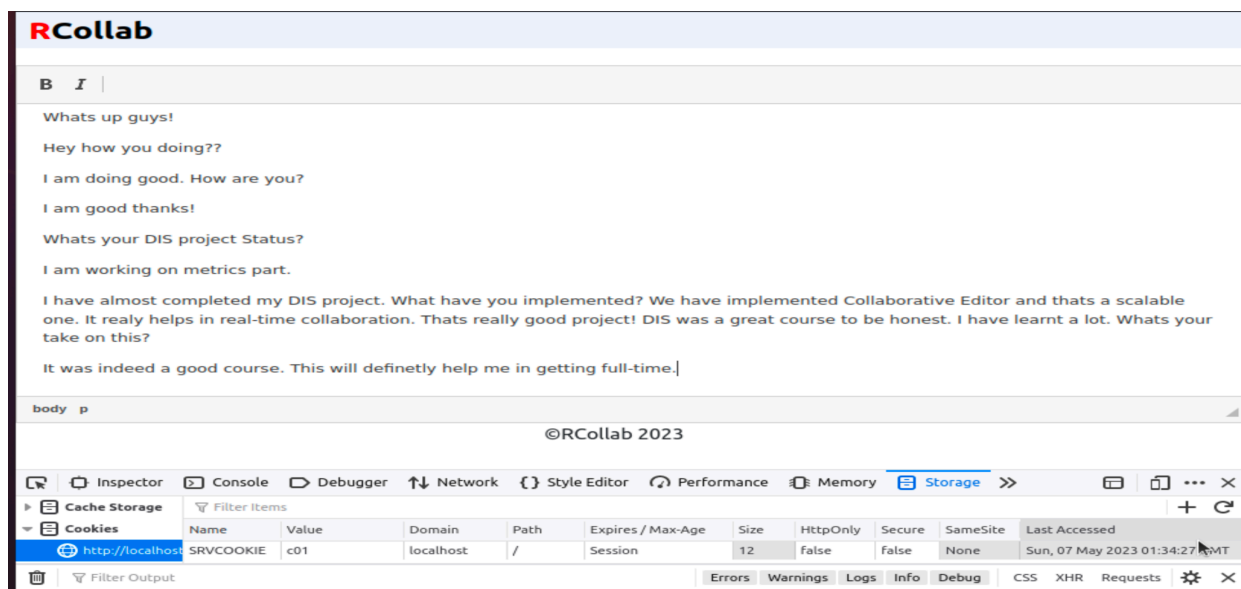 RCollab
B I
Whats up guys!
Hey how you doing??
I am doing good. How are you?
I am good thanks!
Whats your DIS project Status?
I am working on metrics part.
I have almost completed my DIS project. What have you implemented? We have implemented Collaborative Editor and thats a scalable
one. It realy helps in real-time collaboration. Thats really good project! DIS was a great course to be honest. I have learnt a lot. Whats your
take on this?
It was indeed a good course. This will definetly help me in getting full-time.
body p
©RCollab 2023
Inspector Console Debugger Network {} Style Editor Performance Memory Storage
Cache Storage Filter Items
Cookies Name Value Domain Path Expires / Max-Age Size HttpOnly Secure SameSite Last Accessed
http://localhost SRVCOOKIE c01 localhost / Session 12 false false None Sun, 07 May 2023 01:34:27 MT
Filter Output Errors Warnings Logs Info Debug CSS XHR Requests